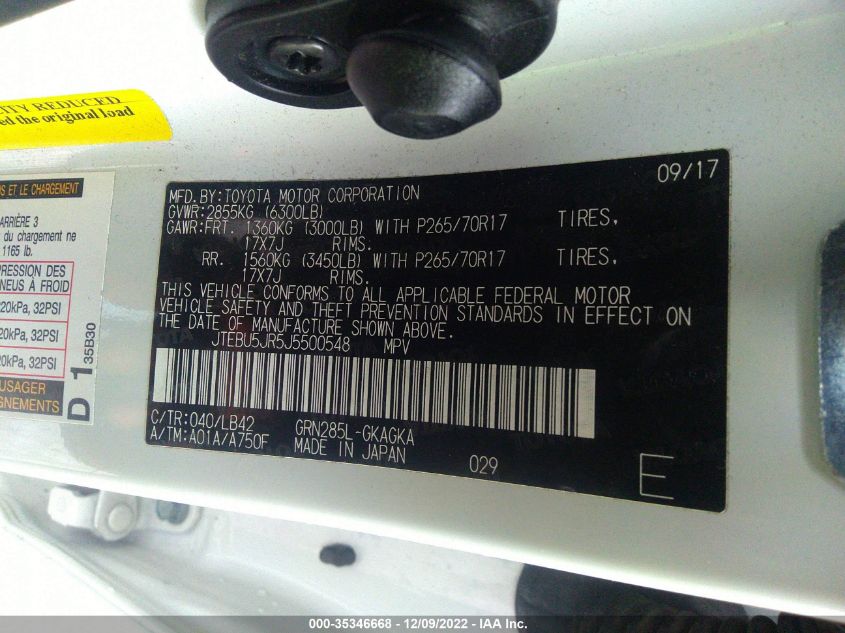 ITY REDUCED
ed the original load
S ET LE CHARGEMENT
ARRIÈRE 3
du chargement ne
1165 lb.
PRESSION DES
NEUS À FROID
20kPa, 32PSI
20kPa, 32PSI
20kPa, 32PSI
USAGER
GNEMENTS
D 1 35B30
09/17
MFD.BY:TOYOTA MOTOR CORPORATION
GVWR:2855KG (6300LB)
GAWR:FRT. 1360KG (3000LB) WITH P265/70R17 TIRES,
17X7J RIMS.
RR. 1560KG (3450LB) WITH P265/70R17 TIRES,
17X7J RIMS.
THIS VEHICLE CONFORMS TO ALL APPLICABLE FEDERAL MOTOR
VEHICLE SAFETY AND THEFT PREVENTION STANDARDS IN EFFECT ON
THE DATE OF MANUFACTURE SHOWN ABOVE.
JTEBU5JR5J5500548 MPV
C/TR:040/LB42 GRN285L-GKAGKA
A/TM:A01A/A750F MADE IN JAPAN
029
E
000-35346668 - 12/09/2022 - IAA Inc.